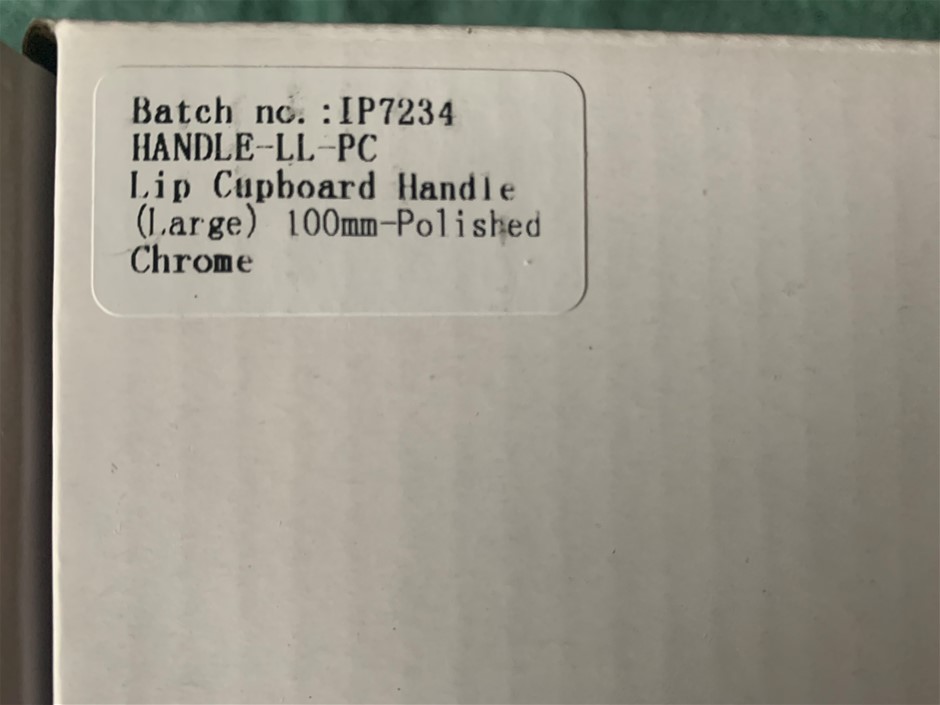 Batch no.:IP7234
HANDLE-LL-PC
Lip Cupboard Handle
(Large) 100mm-Polished
Chrome